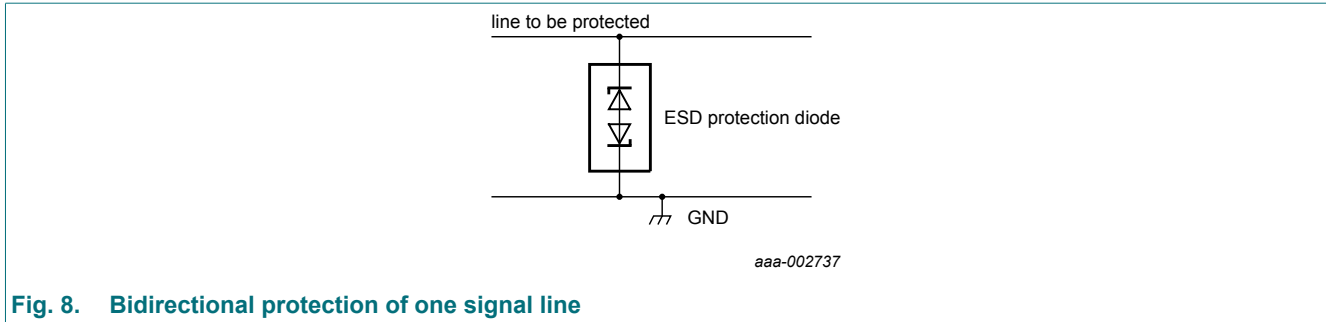 line to be protected
ESD protection diode
GND
aaa-002737
Fig. 8. Bidirectional protection of one signal line